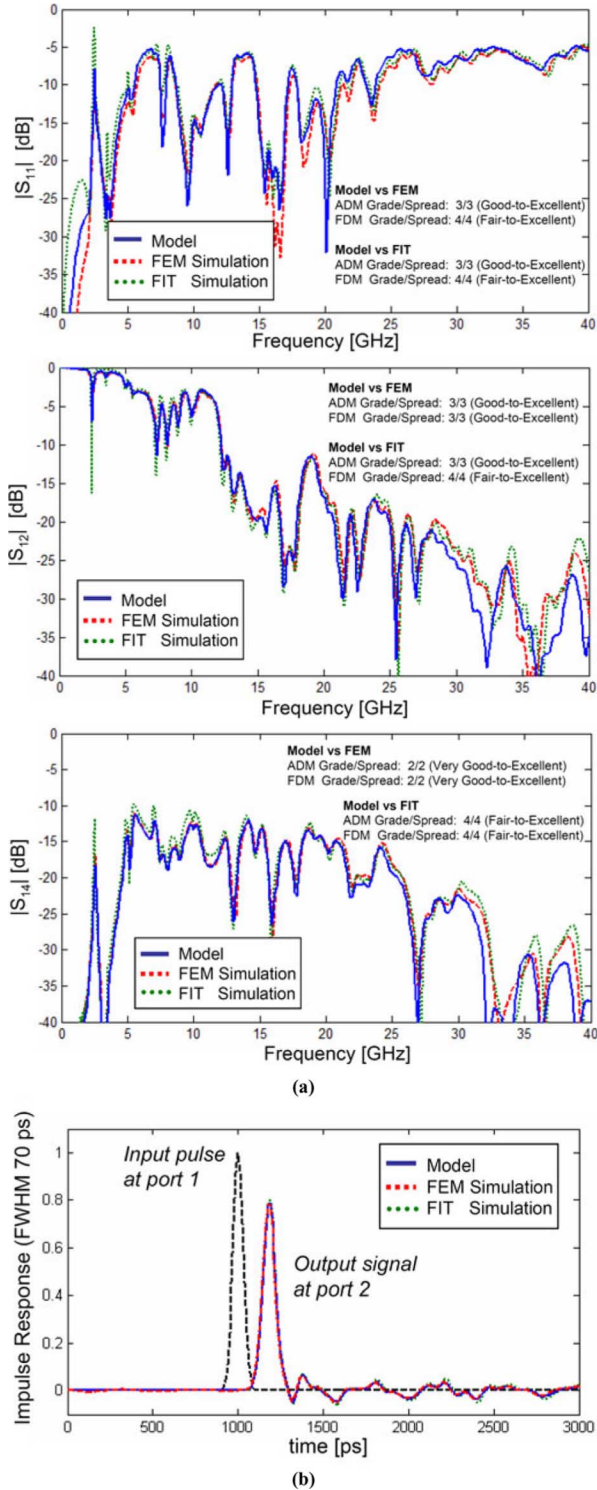 0
-5
-10
-15
-20
-25
-30
-35
-40
|S11| [dB]
Model vs FEM
ADM Grade/Spread: 3/3 (Good-to-Excellent)
FDM Grade/Spread: 4/4 (Fair-to-Excellent)
Model vs FIT
ADM Grade/Spread: 3/3 (Good-to-Excellent)
FDM Grade/Spread: 4/4 (Fair-to-Excellent)
Model
FEM Simulation
FIT Simulation
0 5 10 15 20 25 30 35 40
Frequency [GHz]
0
-5
-10
-15
-20
-25
-30
-35
-40
|S12| [dB]
Model vs FEM
ADM Grade/Spread: 3/3 (Good-to-Excellent)
FDM Grade/Spread: 3/3 (Good-to-Excellent)
Model vs FIT
ADM Grade/Spread: 3/3 (Good-to-Excellent)
FDM Grade/Spread: 4/4 (Fair-to-Excellent)
Model
FEM Simulation
FIT Simulation
0 5 10 15 20 25 30 35 40
Frequency [GHz]
0
-5
-10
-15
-20
-25
-30
-35
-40
|S14| [dB]
Model vs FEM
ADM Grade/Spread: 2/2 (Very Good-to-Excellent)
FDM Grade/Spread: 2/2 (Very Good-to-Excellent)
Model vs FIT
ADM Grade/Spread: 4/4 (Fair-to-Excellent)
FDM Grade/Spread: 4/4 (Fair-to-Excellent)
Model
FEM Simulation
FIT Simulation
0 5 10 15 20 25 30 35 40
Frequency [GHz]
(a)
1
0.8
0.6
0.4
0.2
0
Impulse Response (FWHM 70 ps)
Input pulse
at port 1
Model
FEM Simulation
FIT Simulation
Output signal
at port 2
0 500 1000 1500 2000 2500 3000
time [ps]
(b)